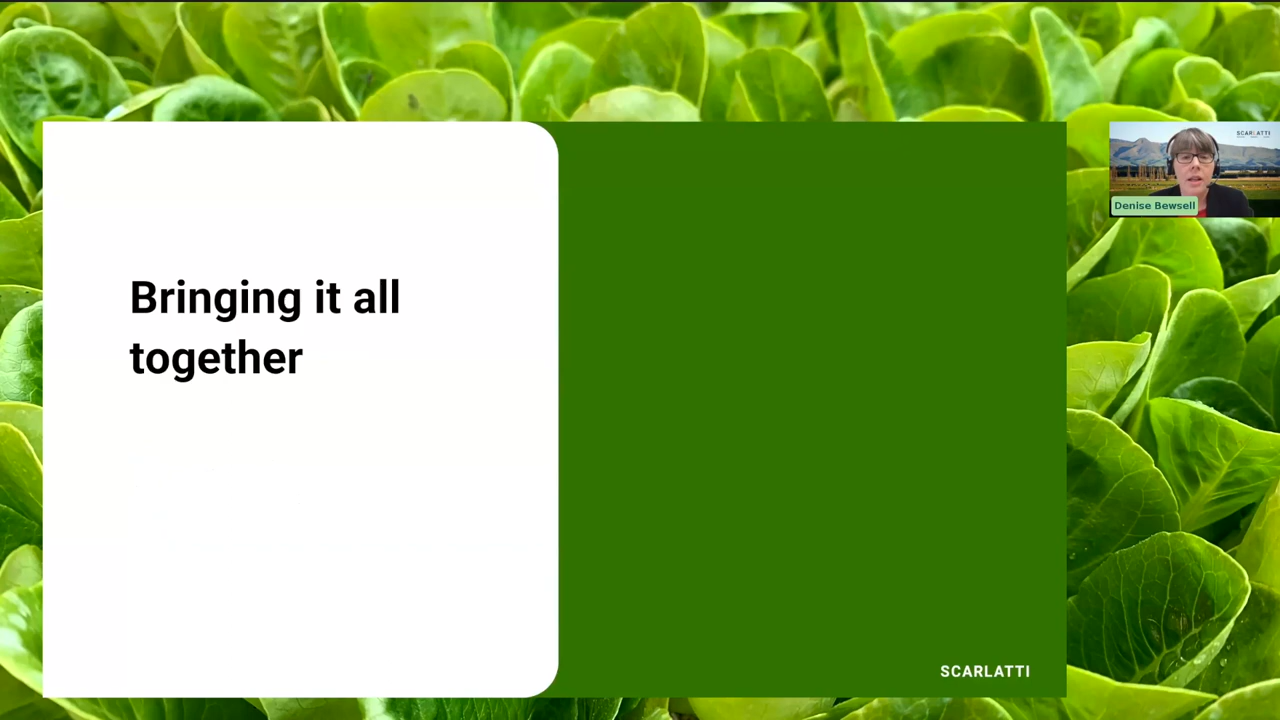 SCARLATTI
Denise Bewsell
Bringing it all
together
SCARLATTI